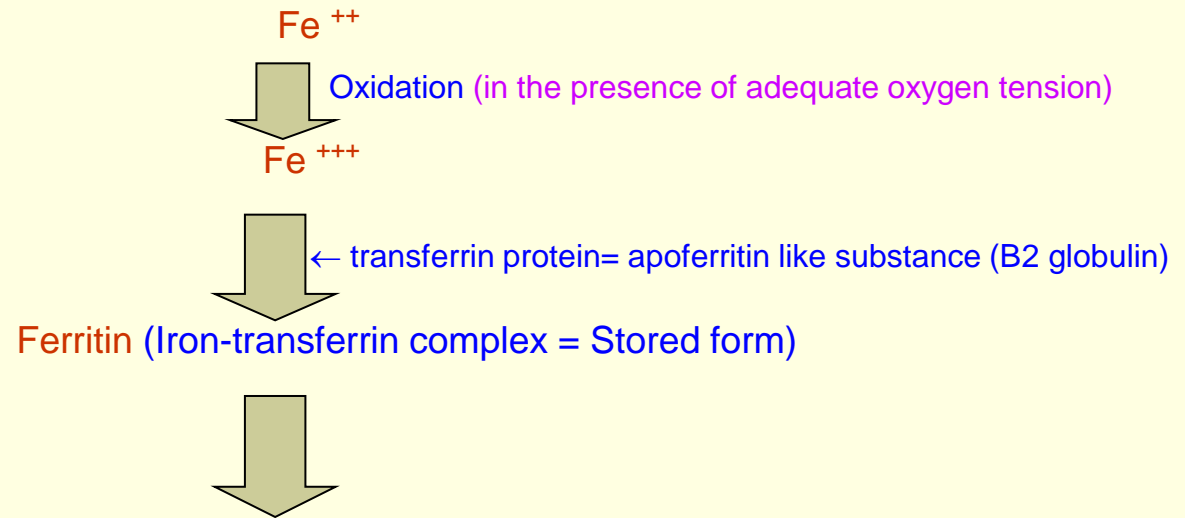 Fe ++
Oxidation (in the presence of adequate oxygen tension)
Fe +++
← transferrin protein= apoferritin like substance (B2 globulin)
Ferritin (Iron-transferrin complex = Stored form)